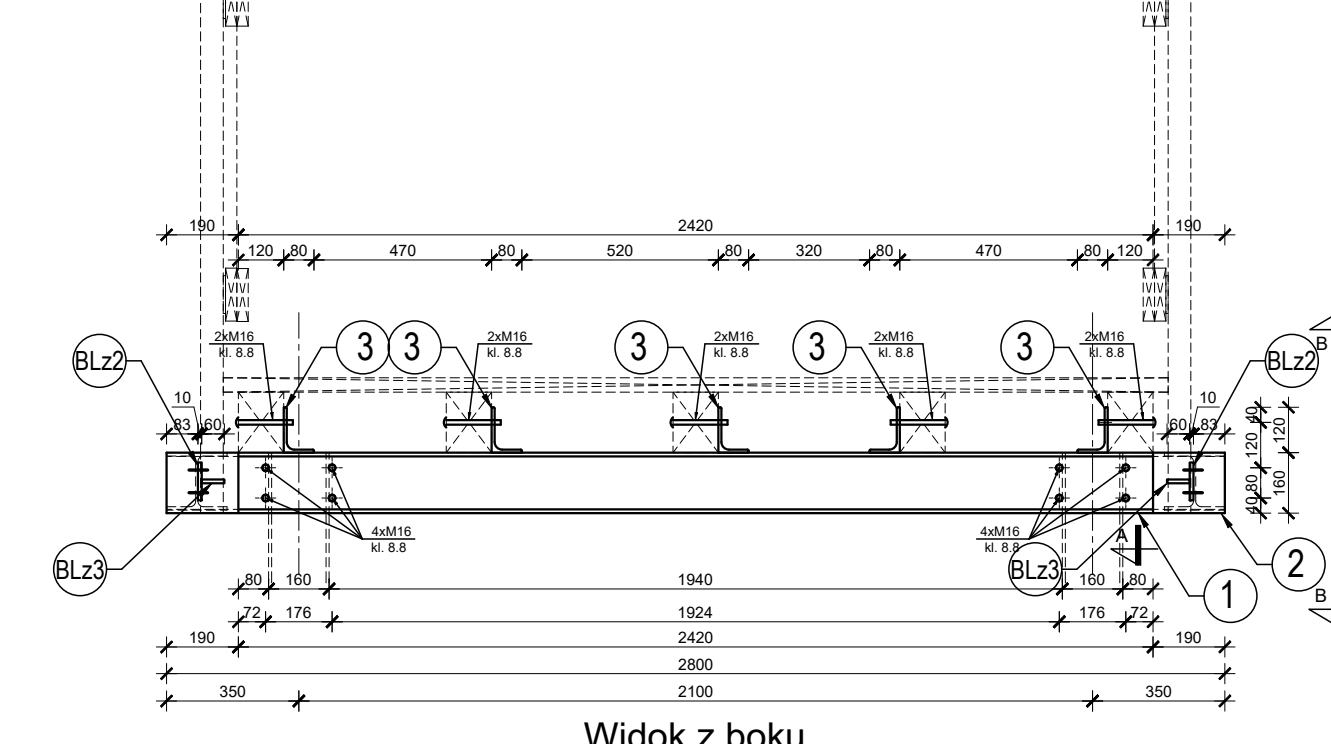 190 2420 190
120 80 470 80 520 80 320 80 470 80 120
2xM16
kl. 8.8
3
3
2xM16
kl. 8.8
3
2xM16
kl. 8.8
3
2xM16
kl. 8.8
3
2xM16
kl. 8.8
B
BLz2
BLz2
10
83 60
10
60 83
40
120
80
40
120
160
4xM16
kl. 8.8
4xM16
kl. 8.8
A
BLz3
BLz3
2
1
B
80 160 1940 160 80
72 176 1924 176 72
190 2420 190
2800
350 2100 350
Widok z boku